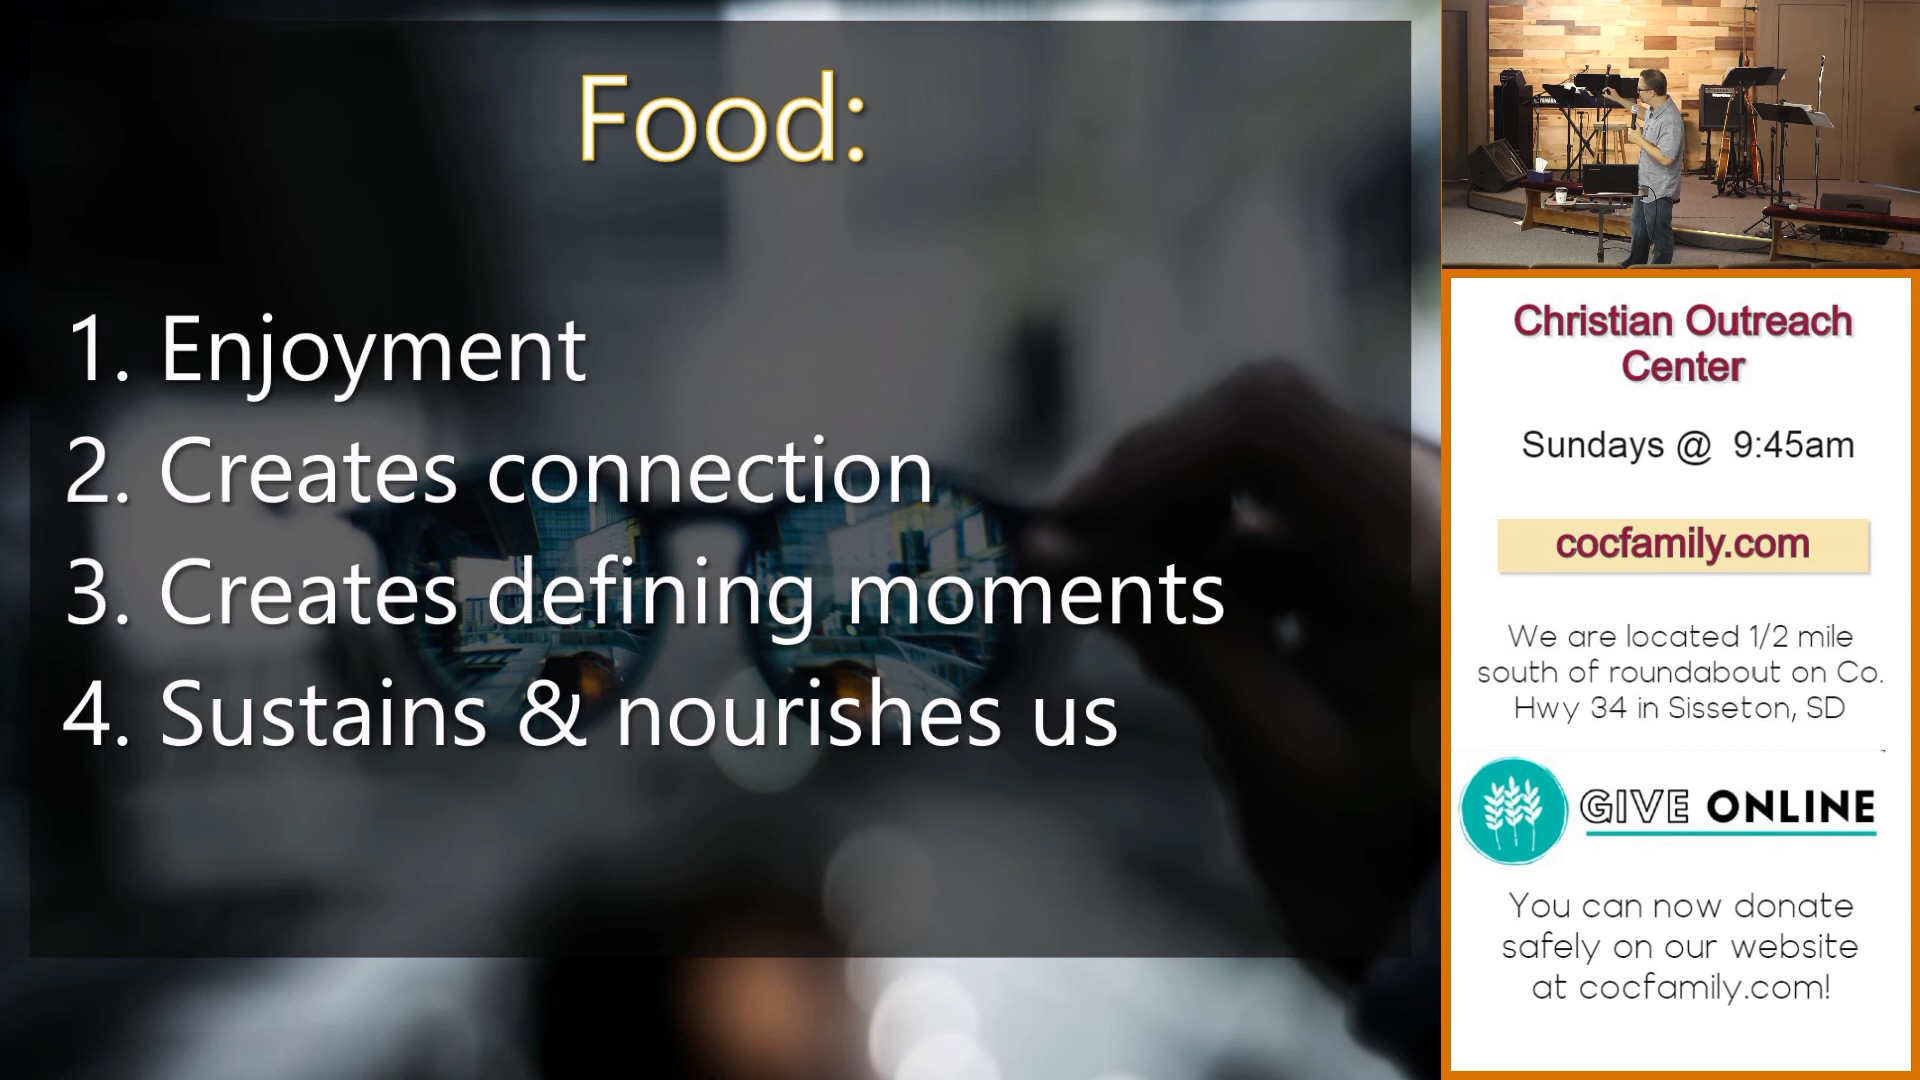 Food:
1. Enjoyment
2. Creates connection
3. Creates defining moments
4. Sustains & nourishes us
Christian Outreach
Center
Sundays @ 9:45am
cocfamily.com
We are located 1/2 mile
south of roundabout on Co.
Hwy 34 in Sisseton, SD
GIVE ONLINE
You can now donate
safely on our website
at cocfamily.com!